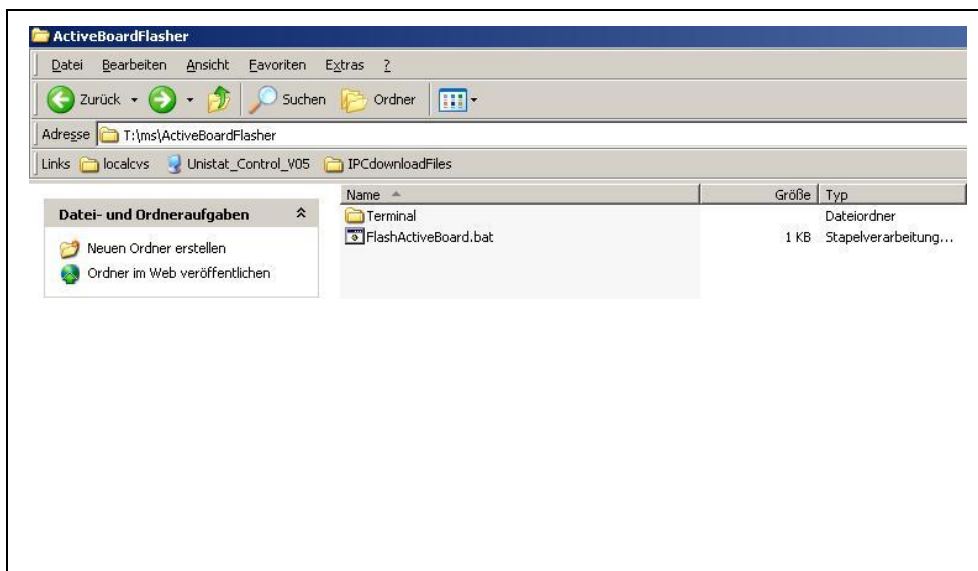 ActiveBoardFlasher
Datei Bearbeiten Ansicht Favoriten Extras ?
Zurück Suchen Ordner
Adresse T:\ms\ActiveBoardFlasher
Links localcvs Unistat_Control_V05 IPCdownloadFiles
Name Größe Typ
Datei- und Ordneraufgaben
Terminal Dateiordner
FlashActiveBoard.bat 1 KB Stapelverarbeitung...
Neuen Ordner erstellen
Ordner im Web veröffentlichen